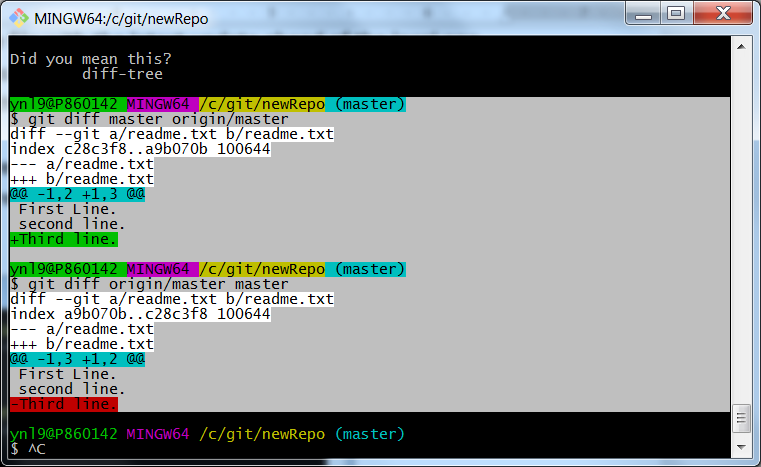 MINGW64:/c/git/newRepo
Did you mean this?
        diff-tree
ynl9@P860142 MINGW64 /c/git/newRepo (master)
$ git diff master origin/master
diff --git a/readme.txt b/readme.txt
index c28c3f8..a9b070b 100644
--- a/readme.txt
+++ b/readme.txt
@@ -1,2 +1,3 @@
 First Line.
 second line.
+Third line.
ynl9@P860142 MINGW64 /c/git/newRepo (master)
$ git diff origin/master master
diff --git a/readme.txt b/readme.txt
index a9b070b..c28c3f8 100644
--- a/readme.txt
+++ b/readme.txt
@@ -1,3 +1,2 @@
 First Line.
 second line.
-Third line.
ynl9@P860142 MINGW64 /c/git/newRepo (master)
$ ^C